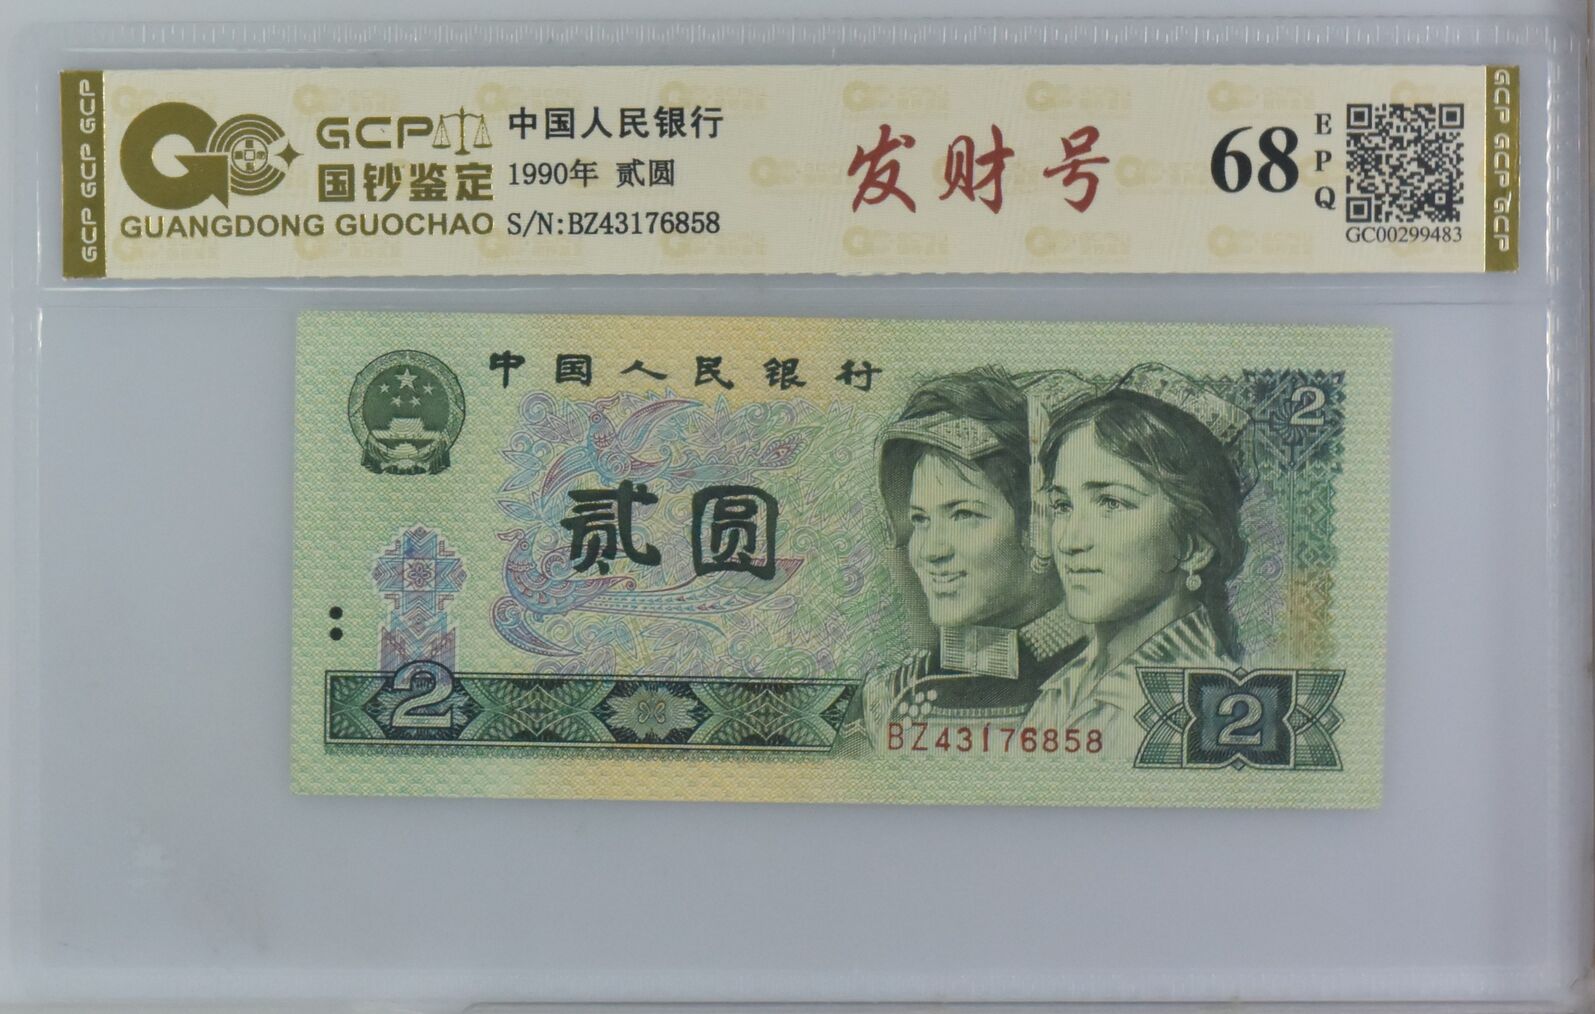 GCP GCP GCP
GCP
国钞鉴定
GUANGDONG GUOCHAO
中国人民银行
1990年 贰圆
S/N:BZ43176858
发财号
68
EPQ
GC00299483
GCP GCP GCP
中国人民银行
2
贰圆
2
BZ43176858
2